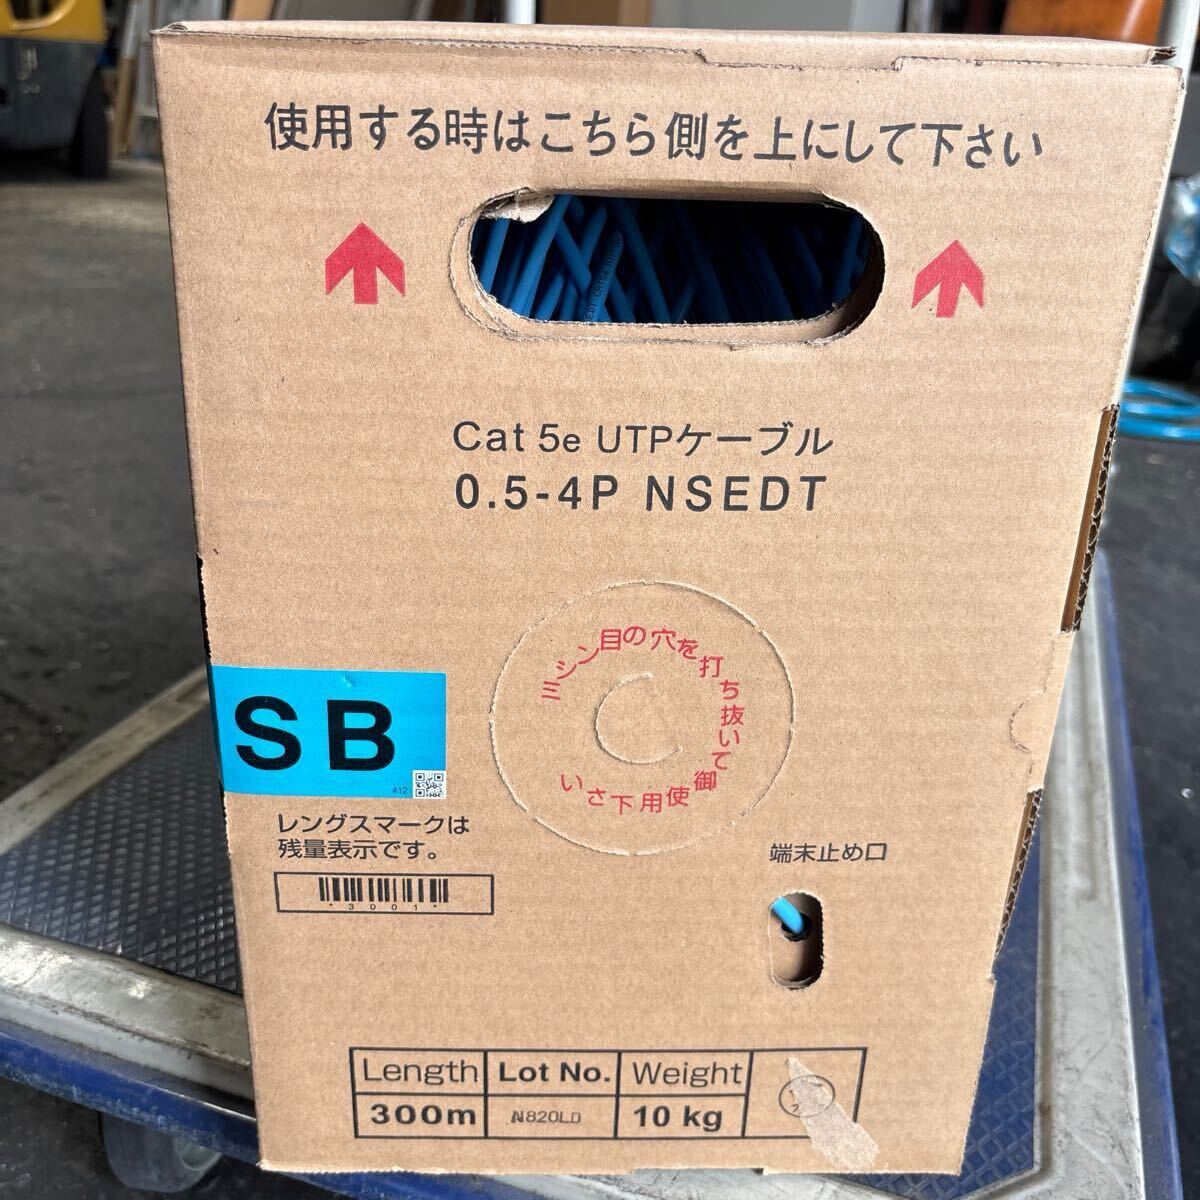 使用する時はこちら側を上にして下さい
Cat 5e UTPケーブル
0.5-4P NSEDT
ミシン目の穴を打ち抜いて御使用下さい
SB
412
レングスマークは
残量表示です。
*3001*
端末止め口
Length Lot No. Weight
300m N820LD 10 kg